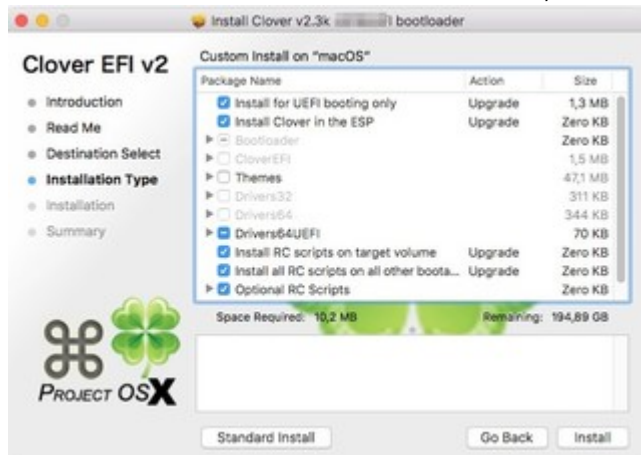 Install Clover v2.3k bootloader
Clover EFI v2
Introduction
Read Me
Destination Select
Installation Type
Installation
Summary
PROJECT OSX
Custom Install on "macOS"
Package Name Action Size
Install for UEFI booting only Upgrade 1,3 MB
Install Clover in the ESP Upgrade Zero KB
Bootloader Zero KB
CloverEFI 1,5 MB
Themes 47,1 MB
Drivers32 311 KB
Drivers64 344 KB
Drivers64UEFI 70 KB
Install RC scripts on target volume Upgrade Zero KB
Install all RC scripts on all other boota... Upgrade Zero KB
Optional RC Scripts Zero KB
Space Required: 10,2 MB Remaining: 194,89 GB
Standard Install Go Back Install